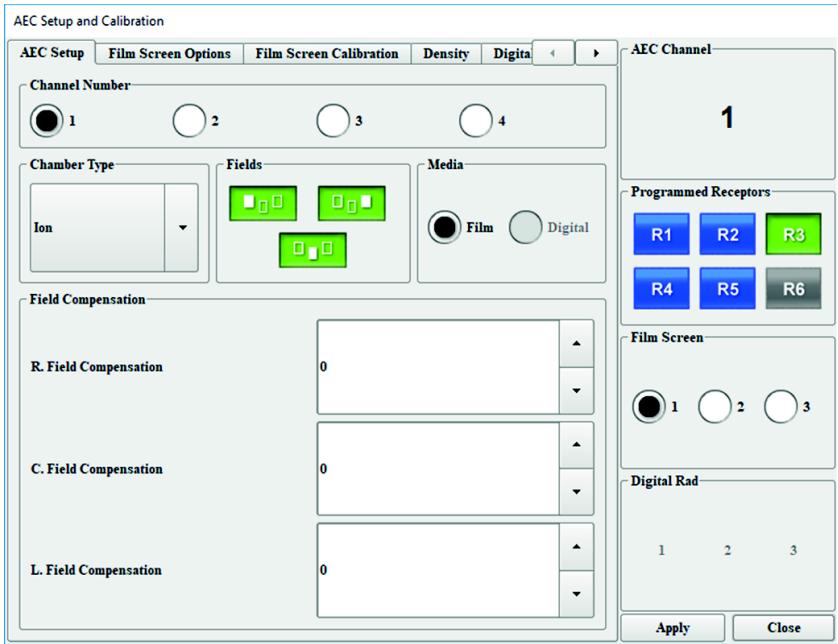 AEC Setup and Calibration
AEC Setup
Film Screen Options
Film Screen Calibration
Density
Digita
Channel Number
1
2
3
4
Chamber Type
Ion
Fields
Media
Film
Digital
Field Compensation
R. Field Compensation
0
C. Field Compensation
0
L. Field Compensation
0
AEC Channel
1
Programmed Receptors
R1 R2 R3
R4 R5 R6
Film Screen
1 2 3
Digital Rad
1 2 3
Apply Close